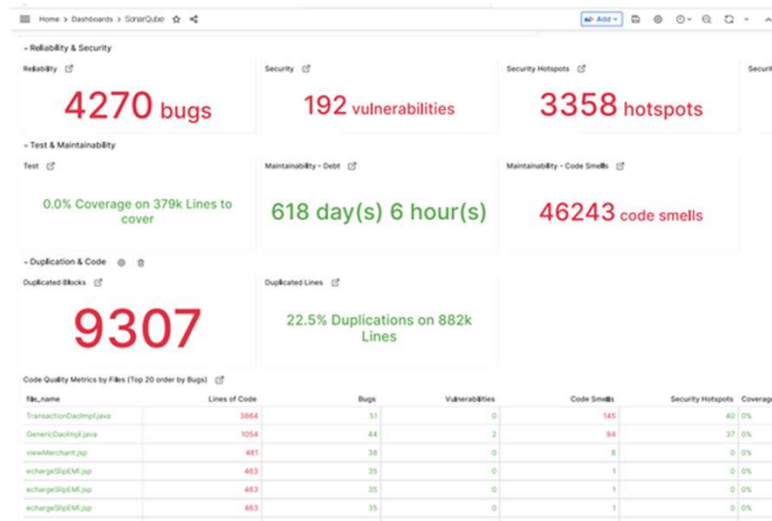 Home › Dashboards › SonarQube
Add
Reliability & Security
Reliability
Security
Security Hotspots
Securit
4270 bugs
192 vulnerabilities
3358 hotspots
Test & Maintainability
Test
Maintainability - Debt
Maintainability - Code Smells
0.0% Coverage on 379k Lines to
cover
618 day(s) 6 hour(s)
46243 code smells
Duplication & Code
Duplicated Blocks
Duplicated Lines
9307
22.5% Duplications on 882k
Lines
Code Quality Metrics by Files (Top 20 order by Bugs)
file_name Lines of Code Bugs Vulnerabilities Code Smells Security Hotspots Coverage
TransactionDaoImpl.java 3864 51 0 145 40 0%
GenericDaoImpl.java 1054 44 2 94 37 0%
viewMerchant.jsp 481 38 0 8 0 0%
echargeSlipEMI.jsp 463 35 0 1 0 0%
echargeSlipEMI.jsp 463 35 0 1 0 0%
echargeSlipEMI.jsp 463 35 0 1 0 0%